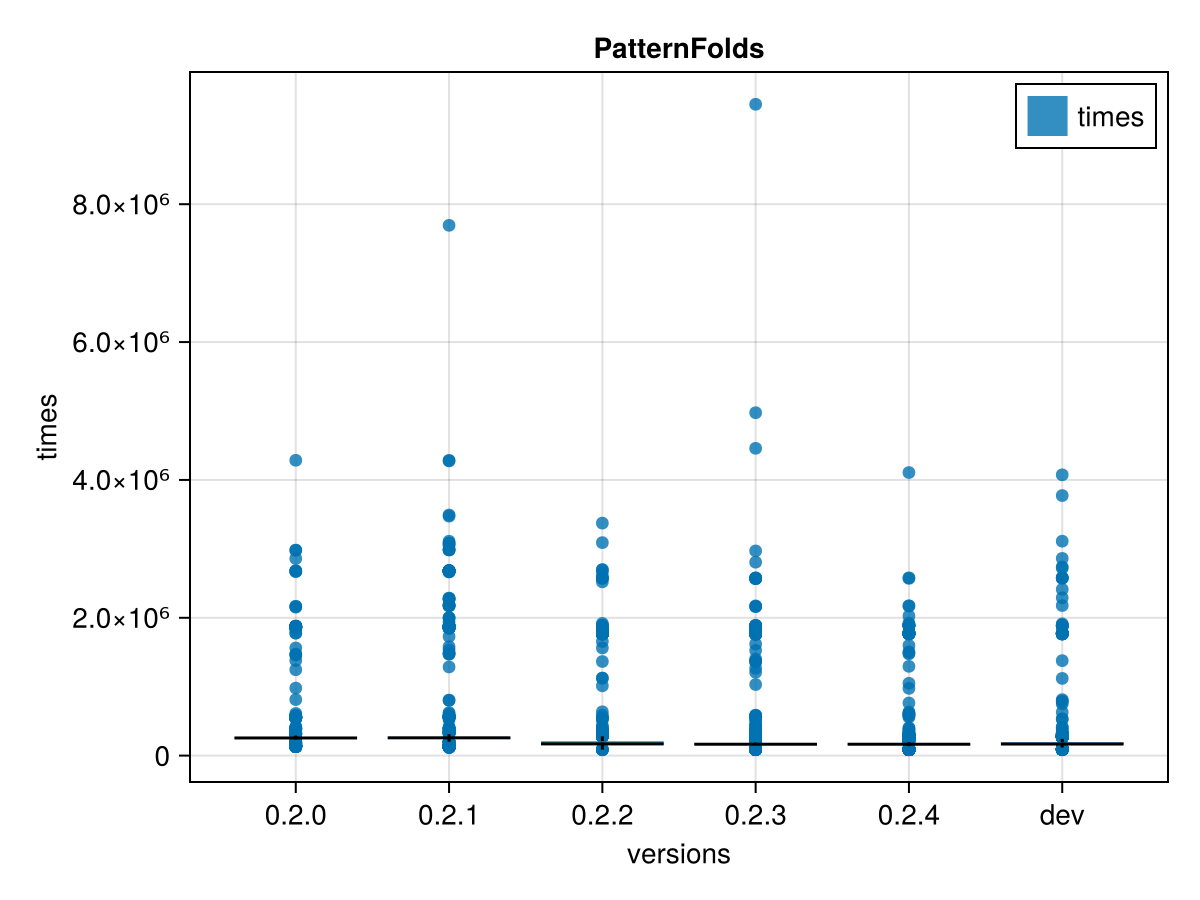 PatternFolds
times
8.0×10⁶
6.0×10⁶
times
4.0×10⁶
2.0×10⁶
0
0.2.0 0.2.1 0.2.2 0.2.3 0.2.4 dev
versions